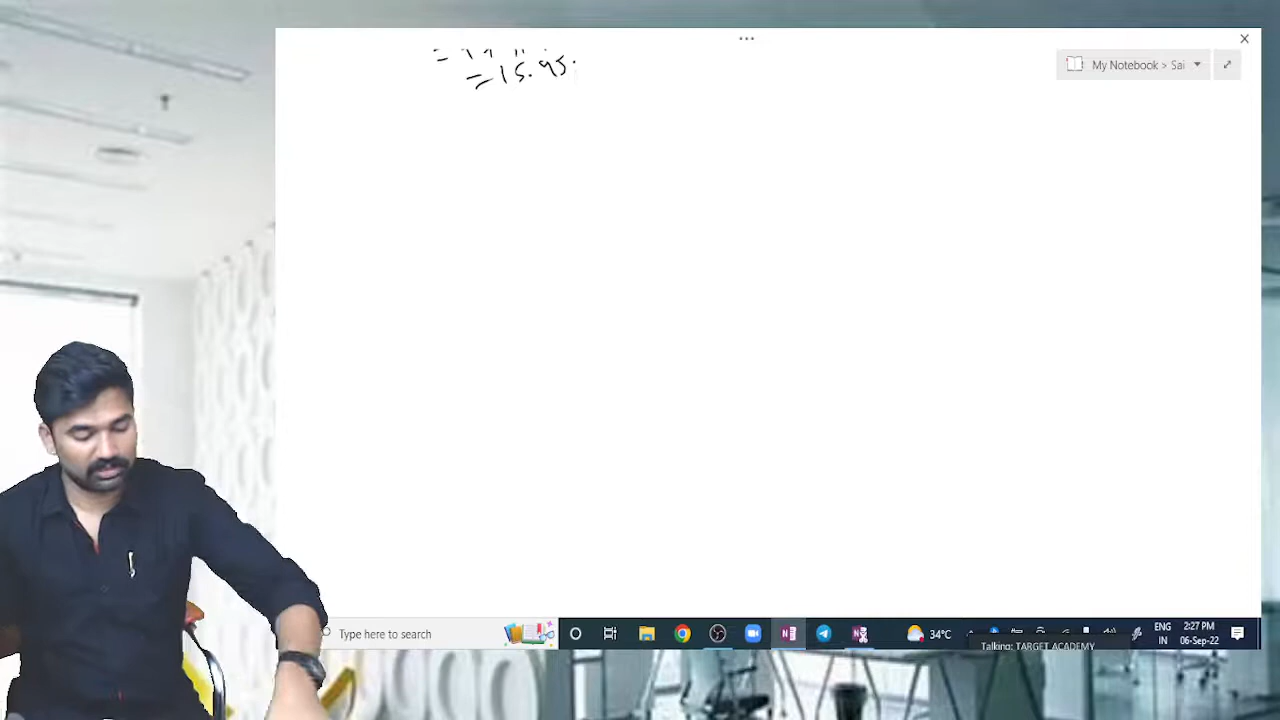 = 15.95.
My Notebook > Sai
Type here to search
34°C
ENG
IN
2:27 PM
06-Sep-22
Talking: TARGET ACADEMY